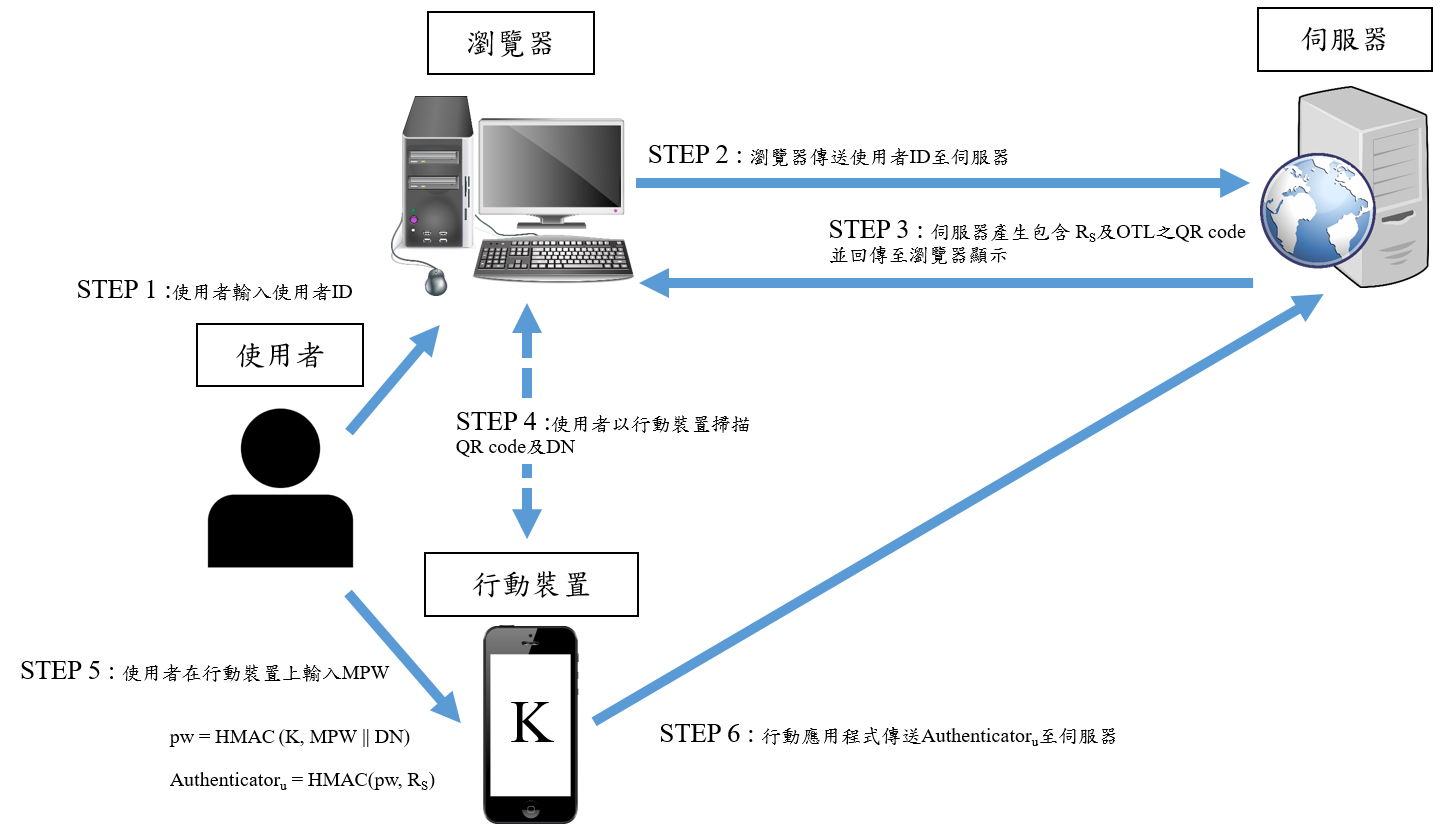 瀏覽器
伺服器
STEP 2 : 瀏覽器傳送使用者ID至伺服器
STEP 3 : 伺服器產生包含 RS及OTL之QR code
並回傳至瀏覽器顯示
STEP 1 :使用者輸入使用者ID
使用者
STEP 4 :使用者以行動裝置掃描
QR code及DN
行動裝置
STEP 5 : 使用者在行動裝置上輸入MPW
K
pw = HMAC (K, MPW || DN)
Authenticatoru = HMAC(pw, RS)
STEP 6 : 行動應用程式傳送Authenticatoru至伺服器